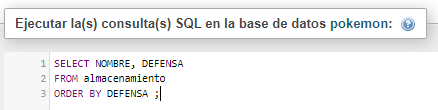 Ejecutar la(s) consulta(s) SQL en la base de datos pokemon:
1 SELECT NOMBRE, DEFENSA
2 FROM almacenamiento
3 ORDER BY DEFENSA ;